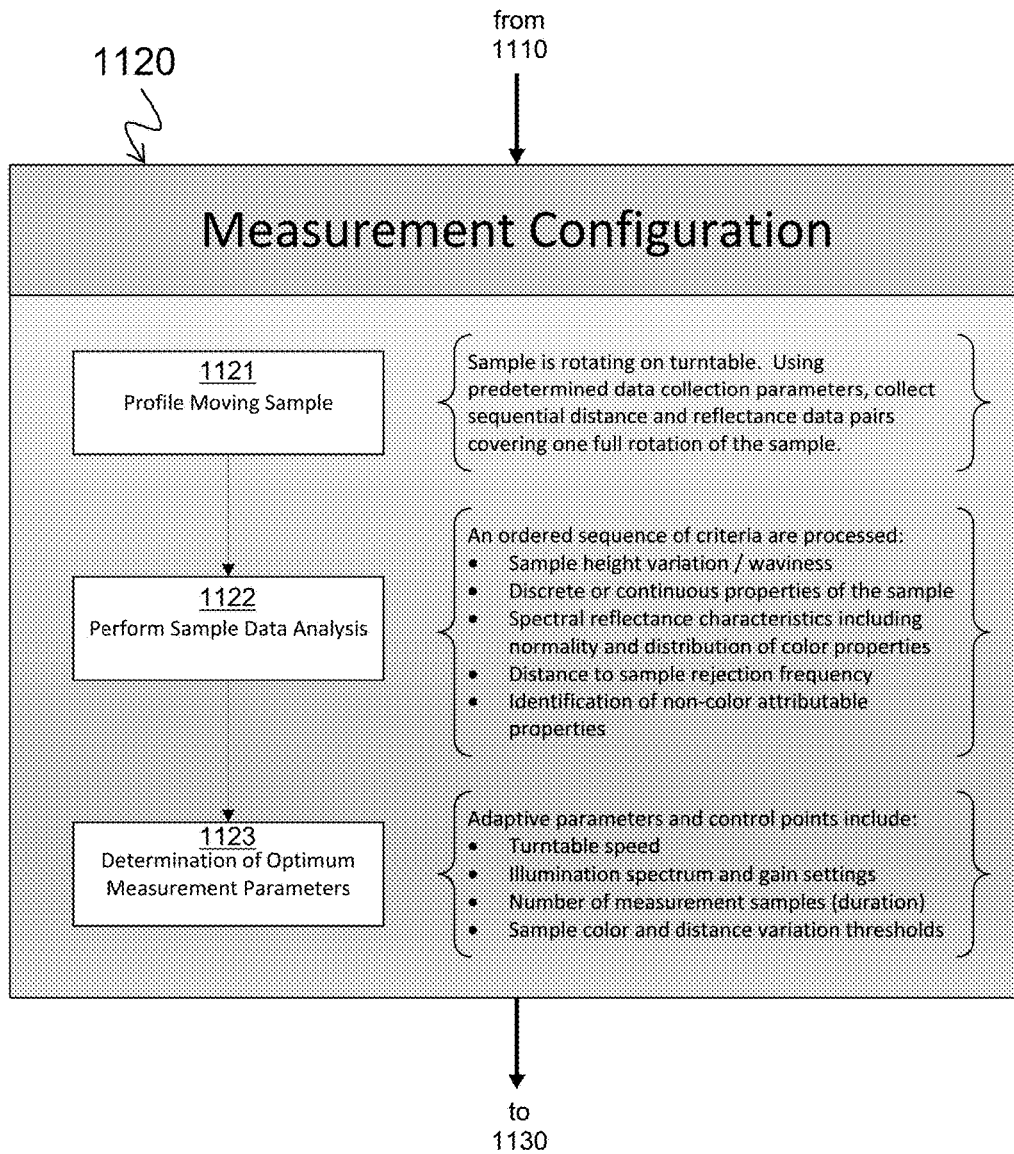 from
1110
1120
Measurement Configuration
1121
Profile Moving Sample
Sample is rotating on turntable.  Using
predetermined data collection parameters, collect
sequential distance and reflectance data pairs
covering one full rotation of the sample.
1122
Perform Sample Data Analysis
An ordered sequence of criteria are processed:
• Sample height variation / waviness
• Discrete or continuous properties of the sample
• Spectral reflectance characteristics including
normality and distribution of color properties
• Distance to sample rejection frequency
• Identification of non-color attributable
properties
1123
Determination of Optimum
Measurement Parameters
Adaptive parameters and control points include:
• Turntable speed
• Illumination spectrum and gain settings
• Number of measurement samples (duration)
• Sample color and distance variation thresholds
to
1130